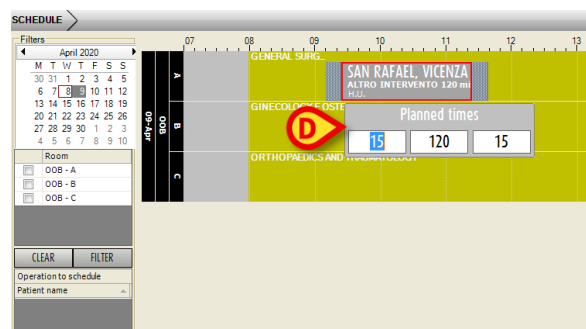 SCHEDULE
Filters
April 2020
M T W T F S S
30 31 1 2 3 4 5
6 7 8 9 10 11 12
13 14 15 16 17 18 19
20 21 22 23 24 25 26
27 28 29 30 1 2 3
4 5 6 7 8 9 10
Room
OOB - A
OOB - B
OOB - C
CLEAR FILTER
Operation to schedule
Patient name
07 08 09 10 11 12 13
09-Apr
OOB
A
B
C
GENERAL SURG...
SAN RAFAEL, VICENZA
ALTRO INTERVENTO 120 mi
H.U.
GINECOLOGY E OSTE
D
Planned times
15 120 15
ORTHOPAEDICS AND TRAUMATOLOGY